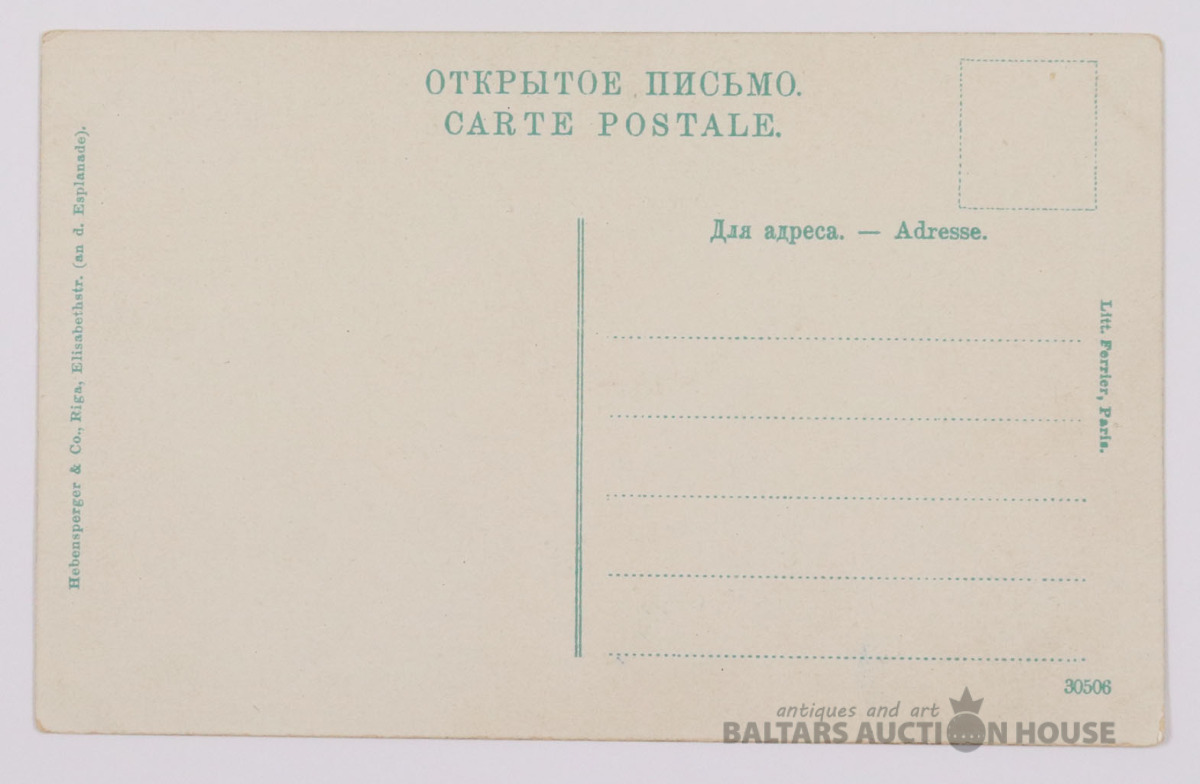 ОТКРЫТОЕ ПИСЬМО.
CARTE POSTALE.
Hebensperger & Co., Riga, Elisabethstr. (an d. Esplanade).
Для адреса. — Adresse.
Litt. Ferrier, Paris.
30506
antiques and art
BALTARS AUCTION HOUSE